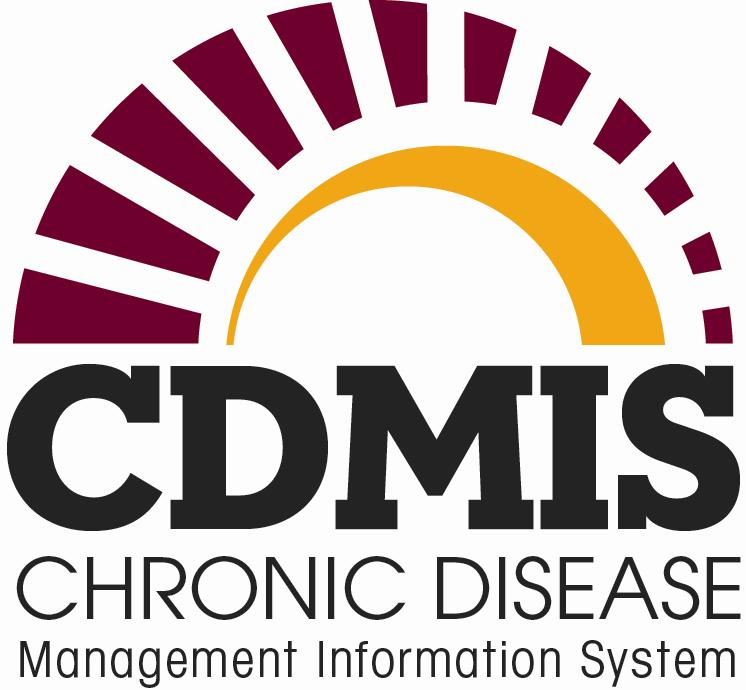 CDMIS
CHRONIC DISEASE
Management Information System